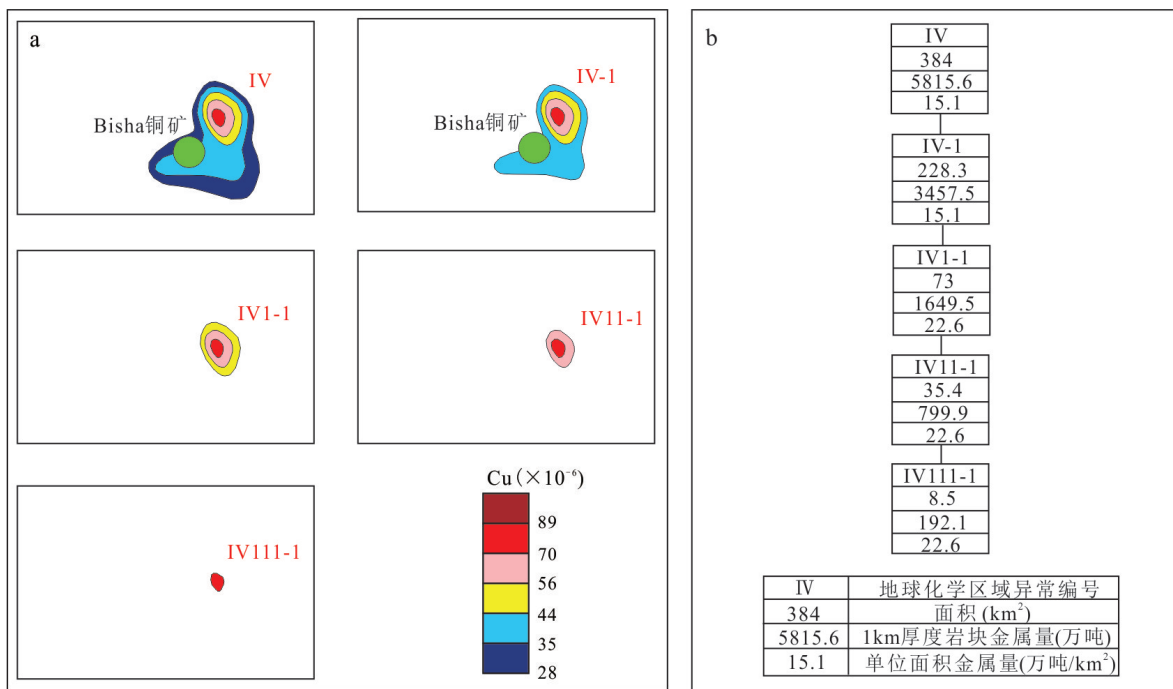 a
IV
Bisha铜矿
IV-1
Bisha铜矿
IV1-1
IV11-1
IV111-1
Cu(×10⁻⁶)
89
70
56
44
35
28
b
IV
384
5815.6
15.1
IV-1
228.3
3457.5
15.1
IV1-1
73
1649.5
22.6
IV11-1
35.4
799.9
22.6
IV111-1
8.5
192.1
22.6
IV 地球化学区域异常编号
384 面积(km²)
5815.6 1km厚度岩块金属量(万吨)
15.1 单位面积金属量(万吨/km²)